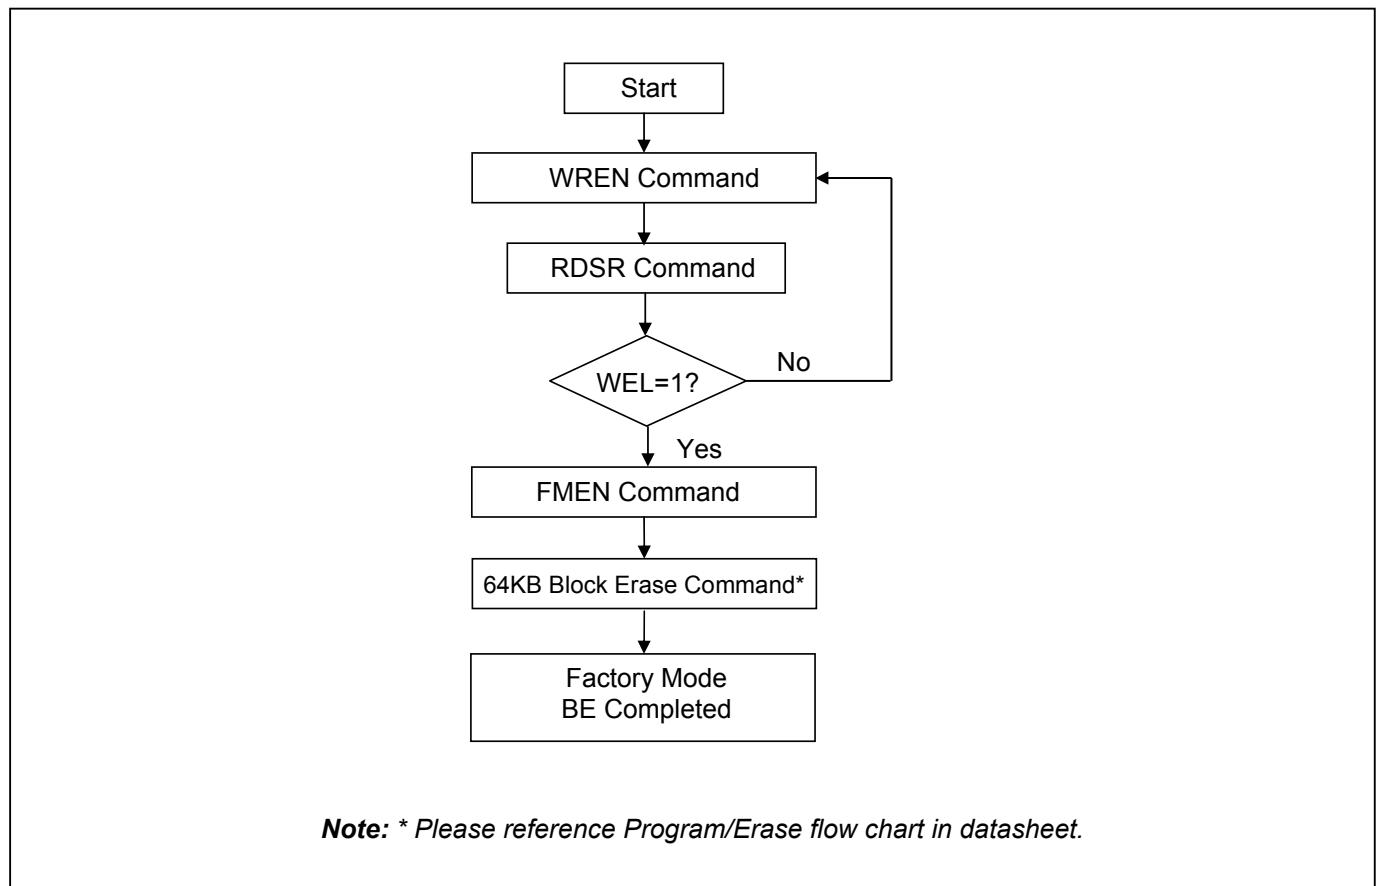 Start
WREN Command
RDSR Command
WEL=1?
No
Yes
FMEN Command
64KB Block Erase Command*
Factory Mode
BE Completed
Note: * Please reference Program/Erase flow chart in datasheet.